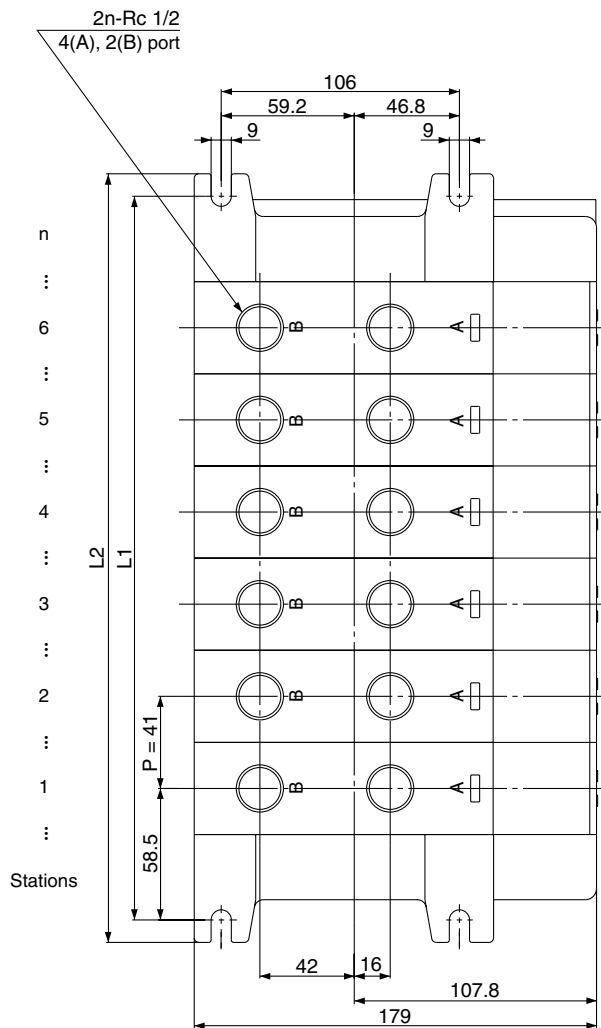 2n-Rc 1/2
4(A), 2(B) port
106
59.2
46.8
9
9
n
⋮
6
B
A
⋮
5
B
A
⋮
4
B
A
L2
L1
⋮
3
B
A
⋮
2
B
A
P = 41
⋮
1
B
A
⋮
58.5
Stations
42
16
107.8
179